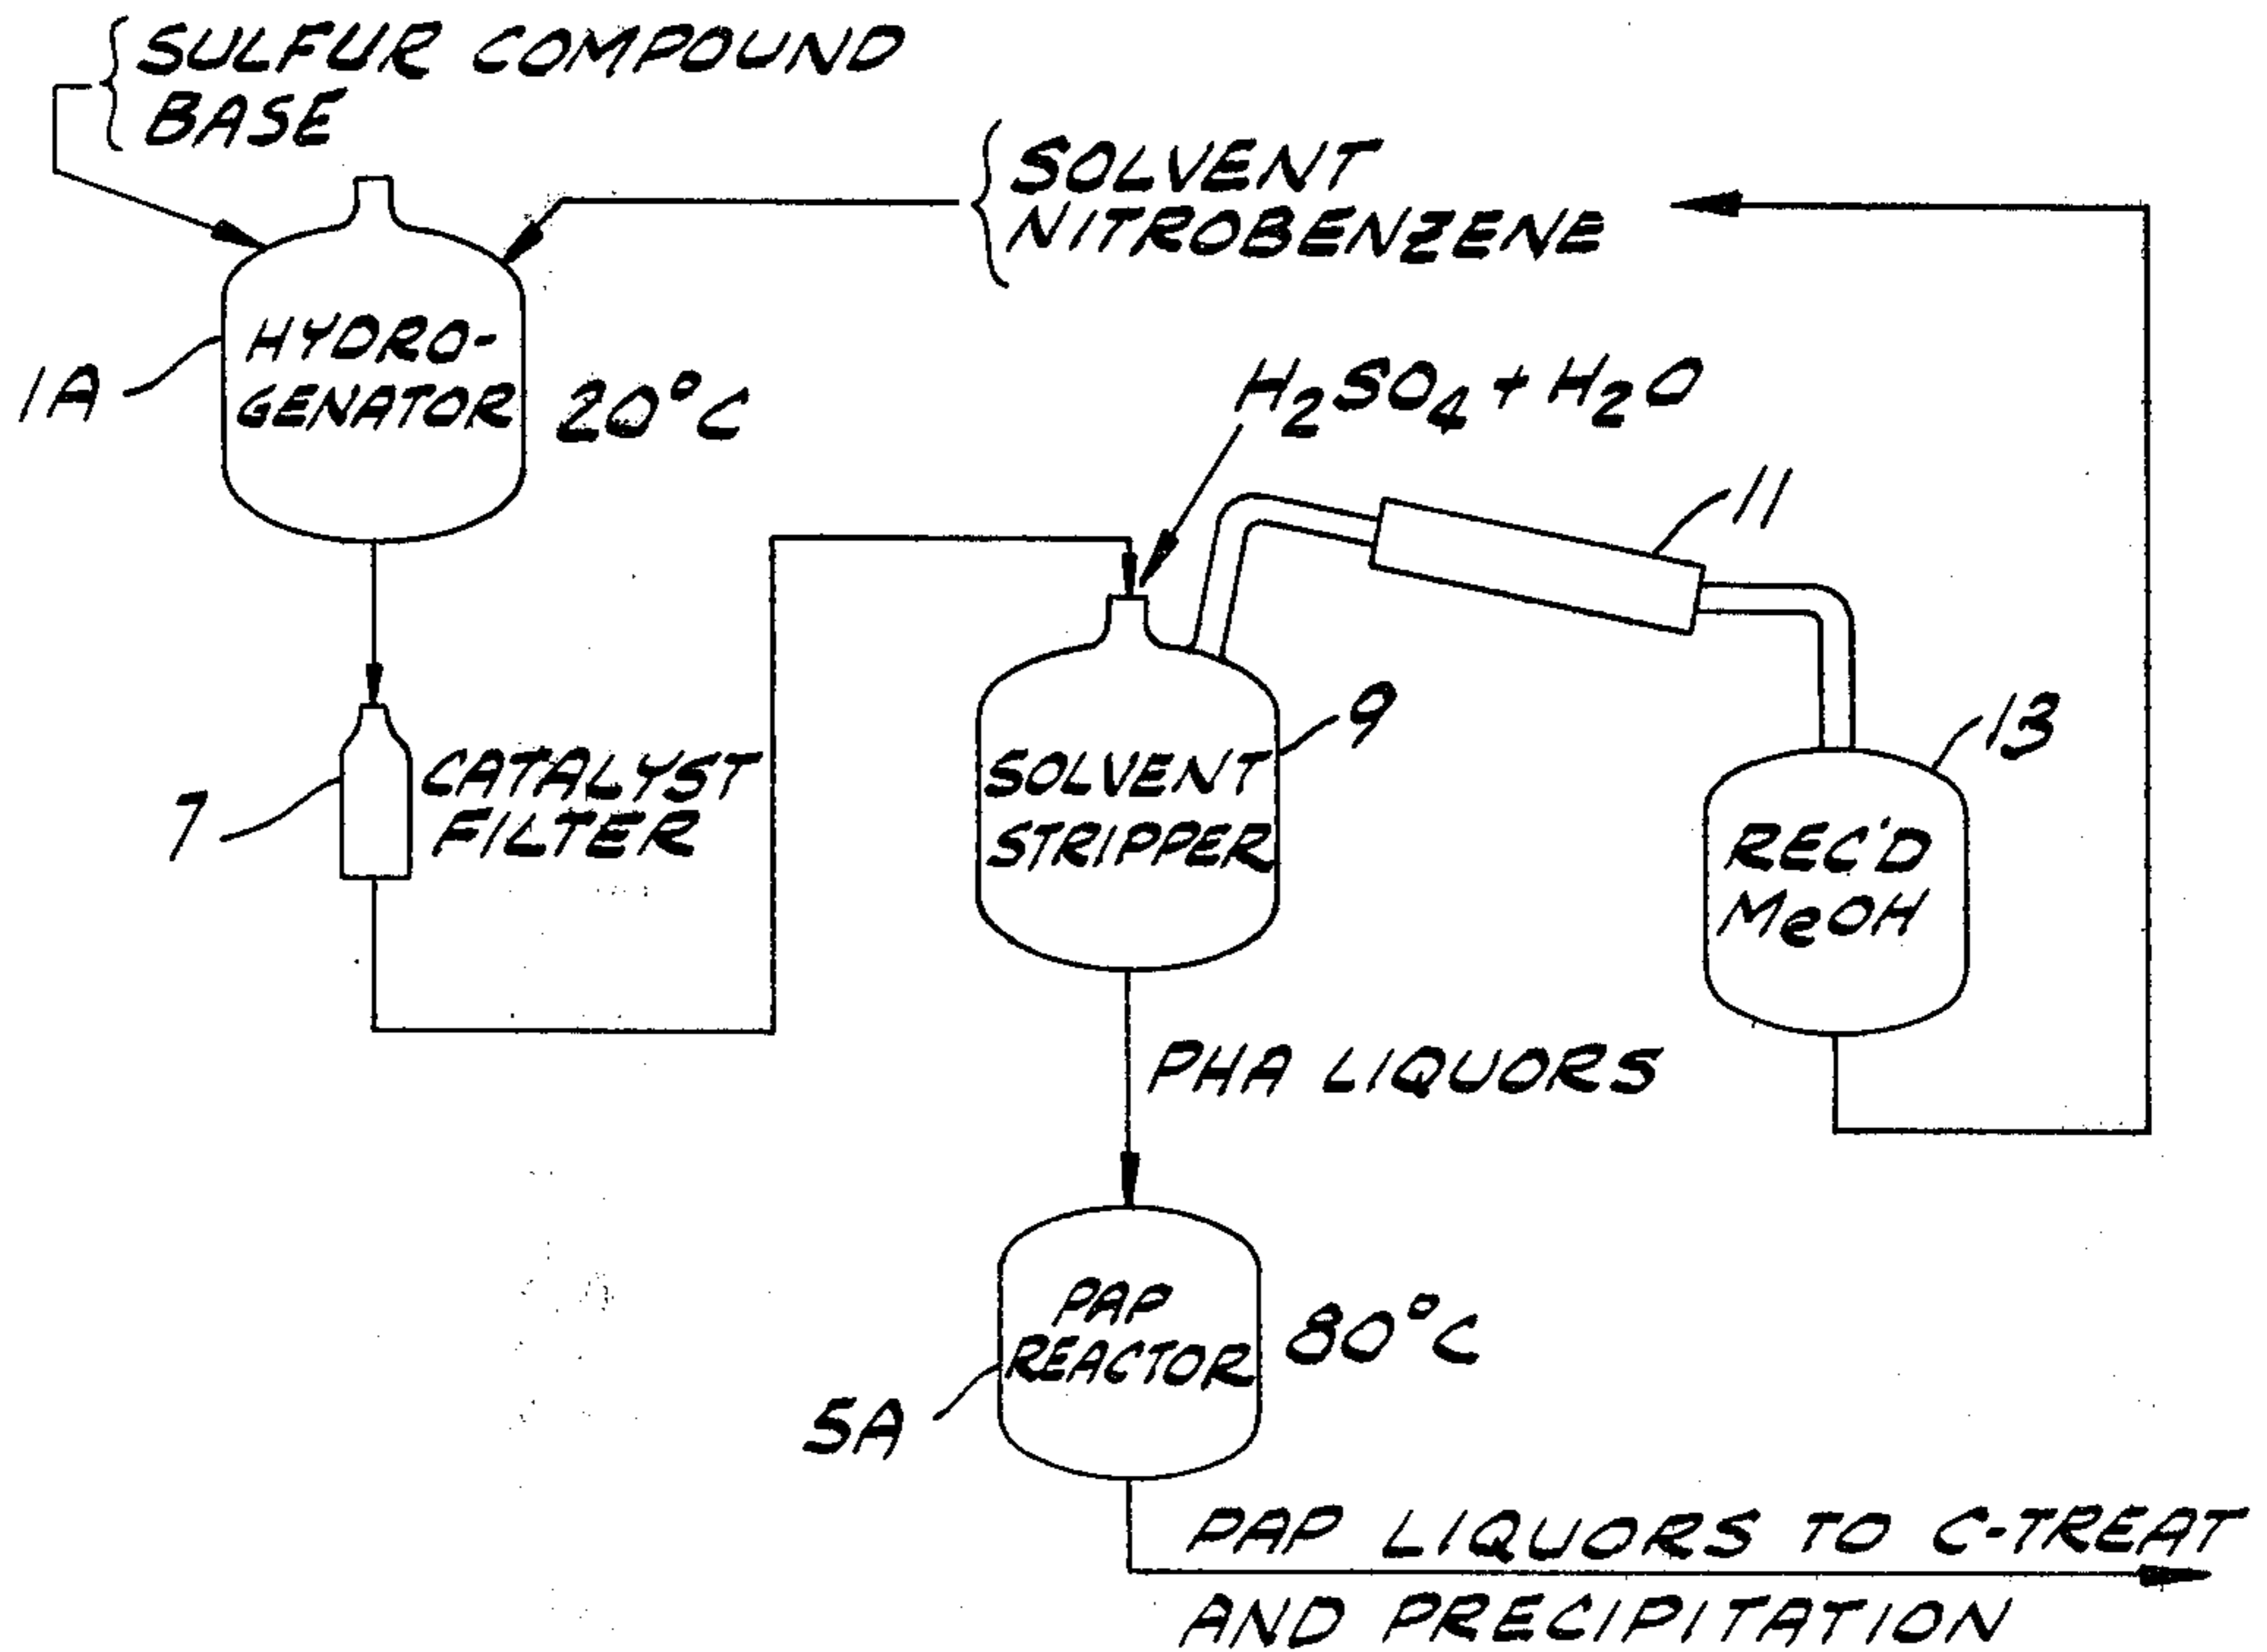 SULFUR COMPOUND
BASE
SOLVENT
NITROBENZENE
HYDRO-
GENATOR
1A
20°C
H₂SO₄ + H₂O
11
7
CATALYST
FILTER
9
SOLVENT
STRIPPER
13
REC'D
MeOH
PHA LIQUORS
PAP
REACTOR
80°C
5A
PAP LIQUORS TO C-TREAT
AND PRECIPITATION